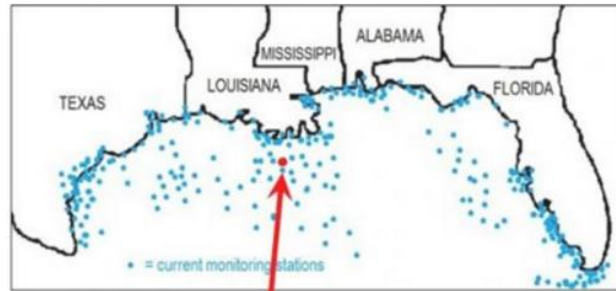 ALABAMA
MISSISSIPPI
LOUISIANA
FLORIDA
TEXAS
= current monitoring stations